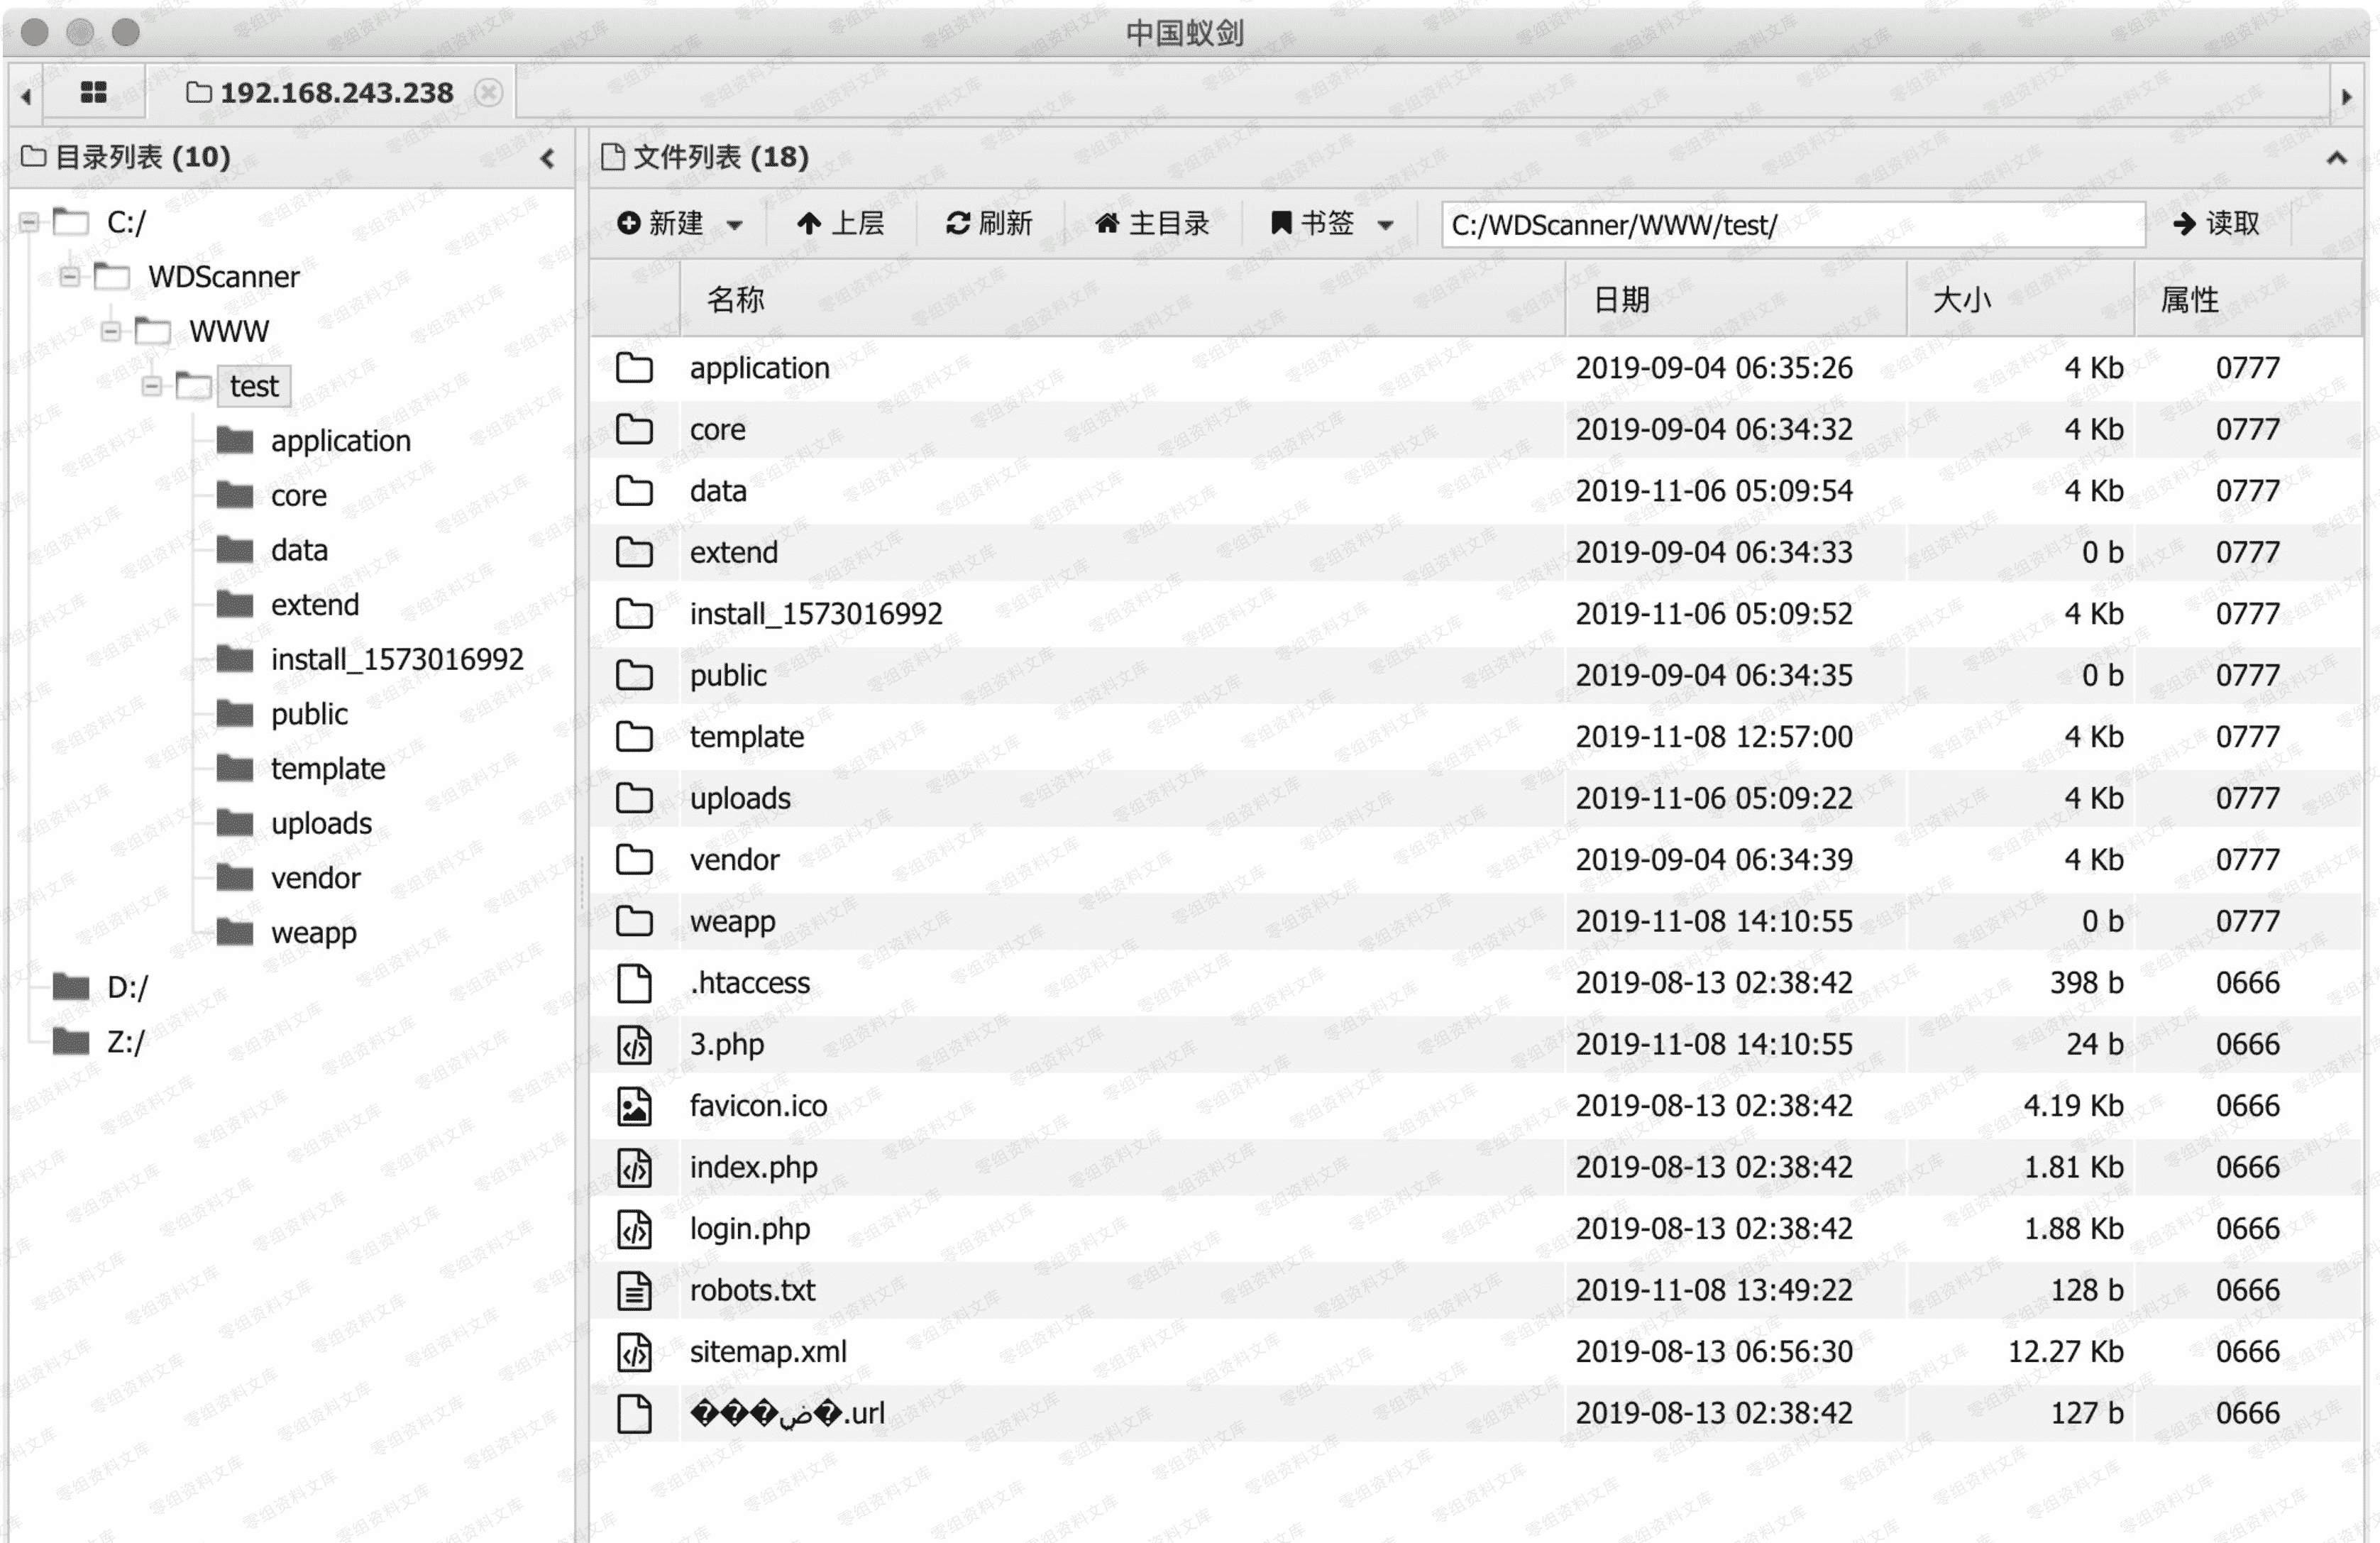 中国蚁剑
192.168.243.238
目录列表 (10)
C:/
WDScanner
WWW
test
application
core
data
extend
install_1573016992
public
template
uploads
vendor
weapp
D:/
Z:/
文件列表 (18)
新建 上层 刷新 主目录 书签 C:/WDScanner/WWW/test/ 读取
名称 日期 大小 属性
application 2019-09-04 06:35:26 4 Kb 0777
core 2019-09-04 06:34:32 4 Kb 0777
data 2019-11-06 05:09:54 4 Kb 0777
extend 2019-09-04 06:34:33 0 b 0777
install_1573016992 2019-11-06 05:09:52 4 Kb 0777
public 2019-09-04 06:34:35 0 b 0777
template 2019-11-08 12:57:00 4 Kb 0777
uploads 2019-11-06 05:09:22 4 Kb 0777
vendor 2019-09-04 06:34:39 4 Kb 0777
weapp 2019-11-08 14:10:55 0 b 0777
.htaccess 2019-08-13 02:38:42 398 b 0666
3.php 2019-11-08 14:10:55 24 b 0666
favicon.ico 2019-08-13 02:38:42 4.19 Kb 0666
index.php 2019-08-13 02:38:42 1.81 Kb 0666
login.php 2019-08-13 02:38:42 1.88 Kb 0666
robots.txt 2019-11-08 13:49:22 128 b 0666
sitemap.xml 2019-08-13 06:56:30 12.27 Kb 0666
���ض�.url 2019-08-13 02:38:42 127 b 0666
零组资料文库